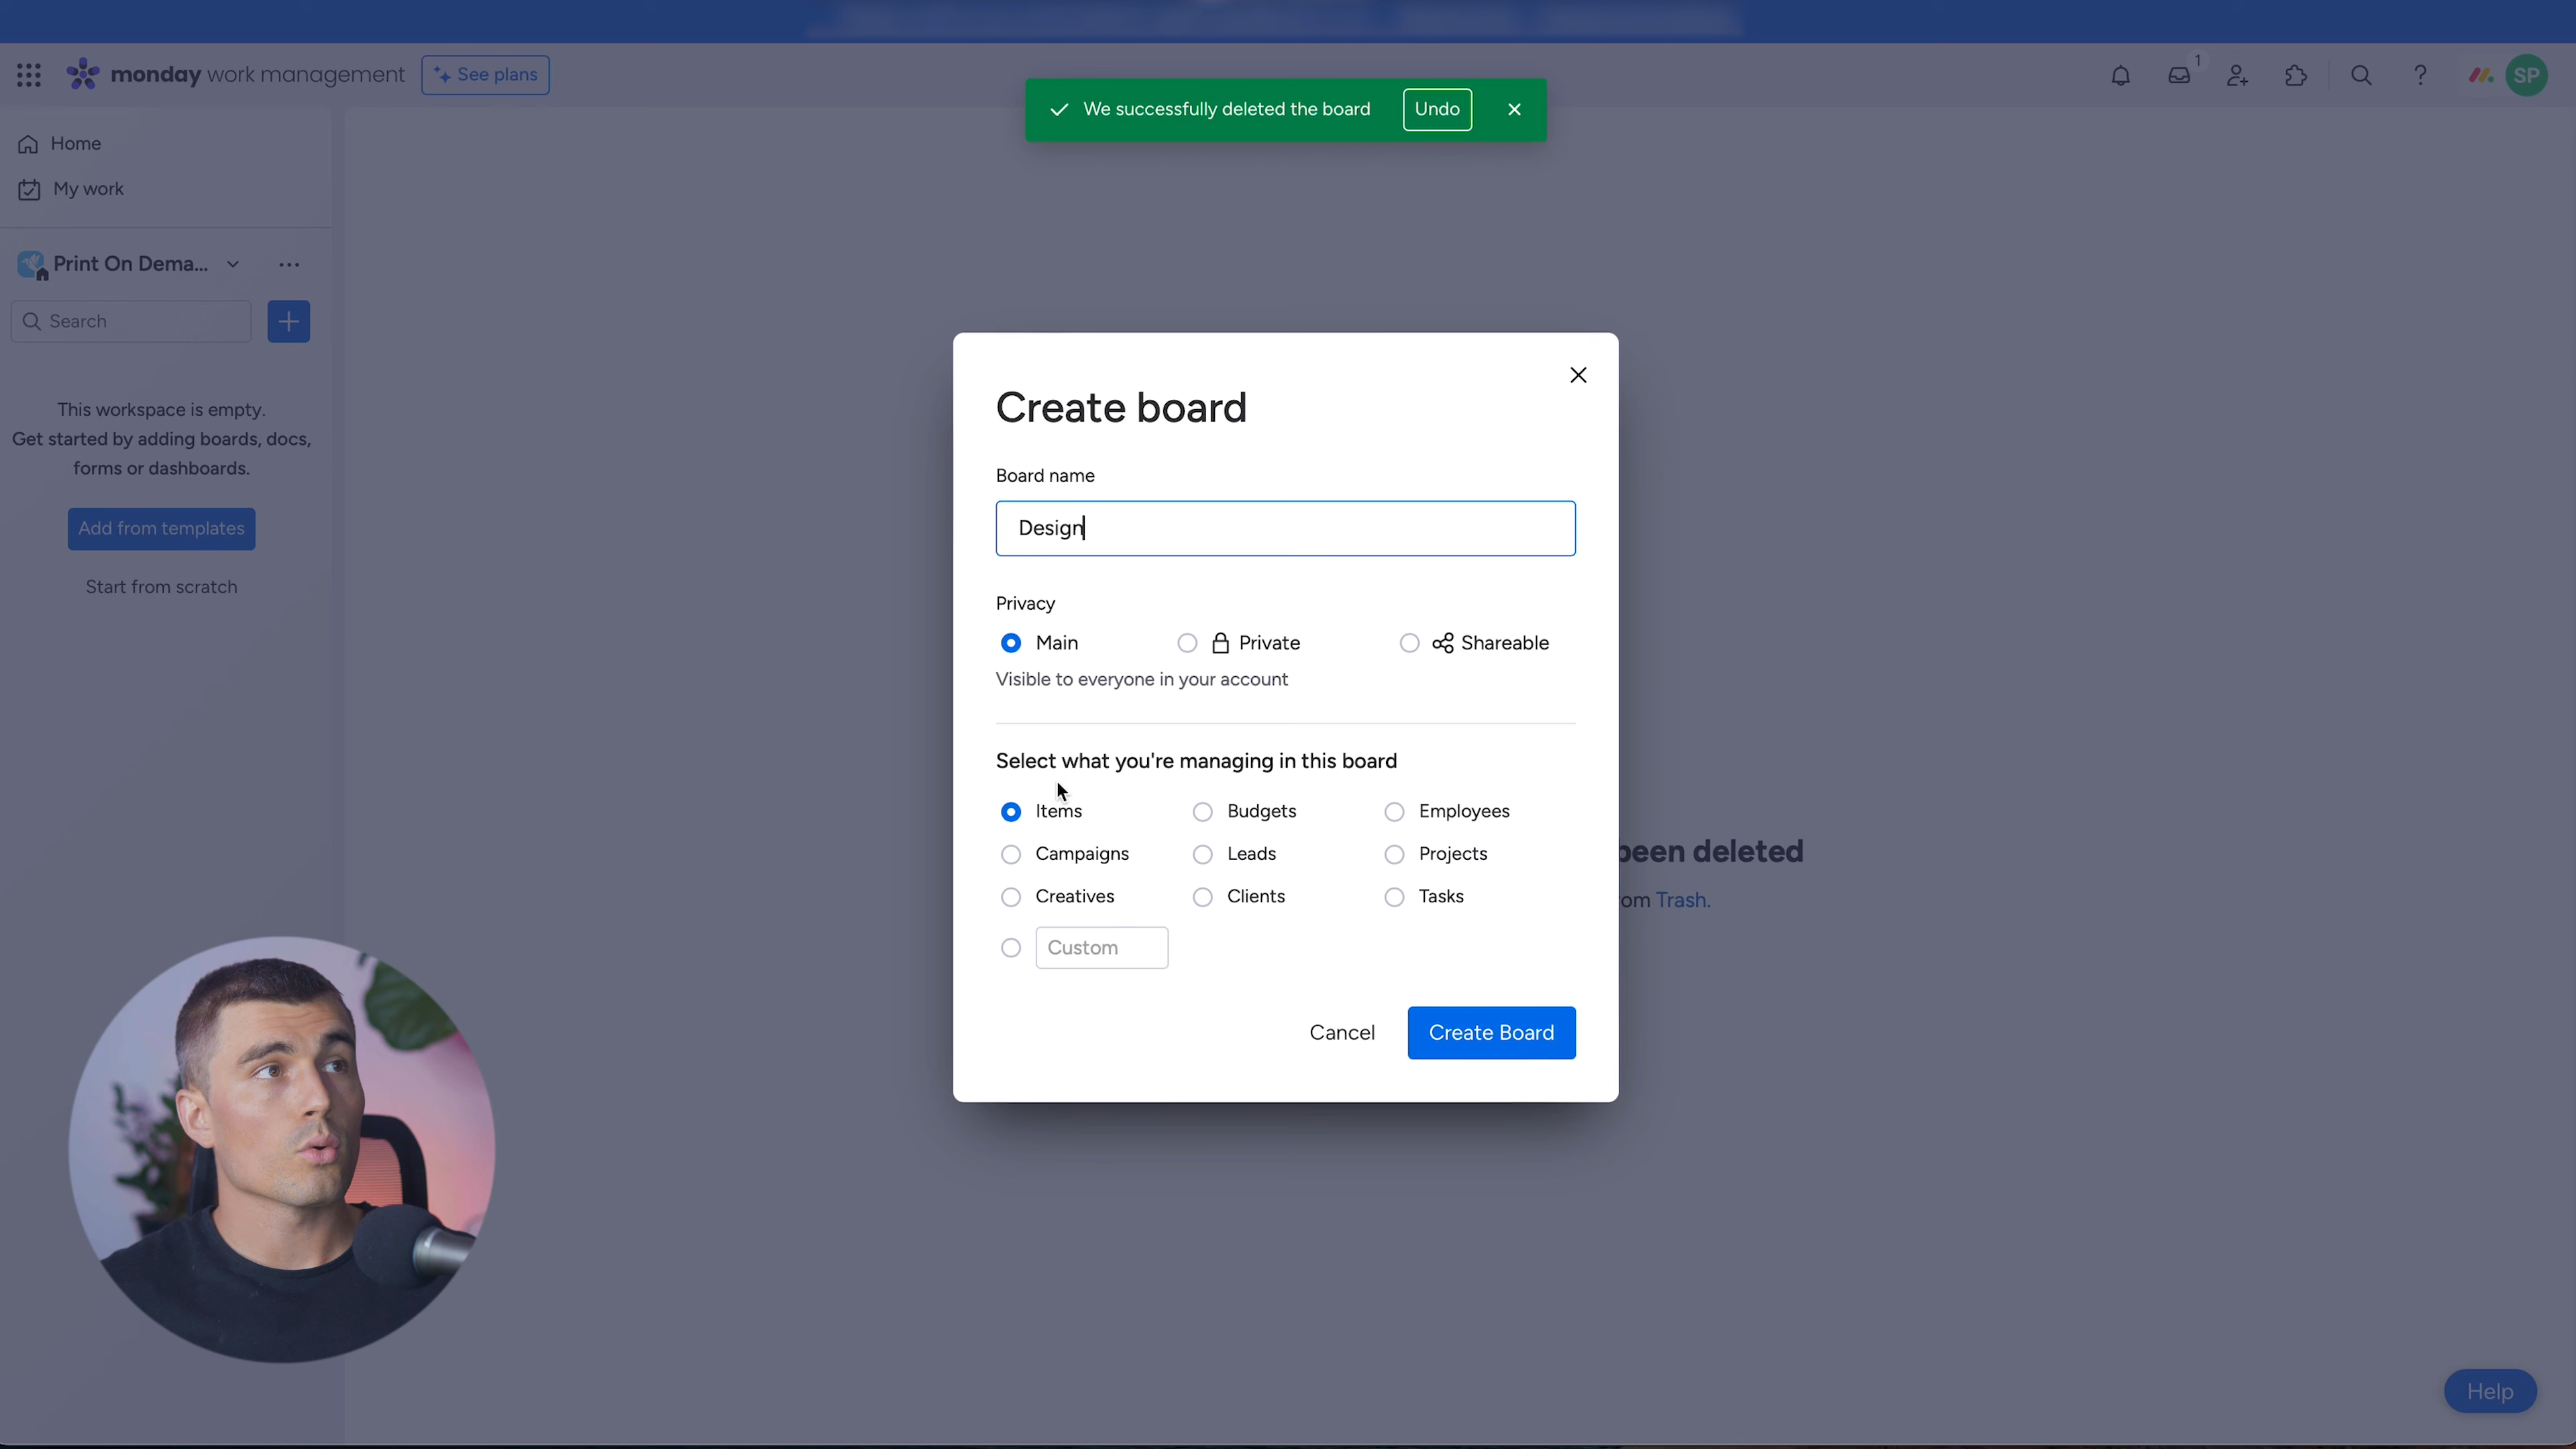 monday work management
See plans
1
SP
We successfully deleted the board
Undo
Home
My work
Print On Dema...
Search
This workspace is empty.
Get started by adding boards, docs,
forms or dashboards.
Add from templates
Start from scratch
Create board
Board name
Design
Privacy
Main
Private
Shareable
Visible to everyone in your account
Select what you're managing in this board
Items
Budgets
Employees
Campaigns
Leads
Projects
Creatives
Clients
Tasks
Custom
Cancel
Create Board
been deleted
om Trash.
Help